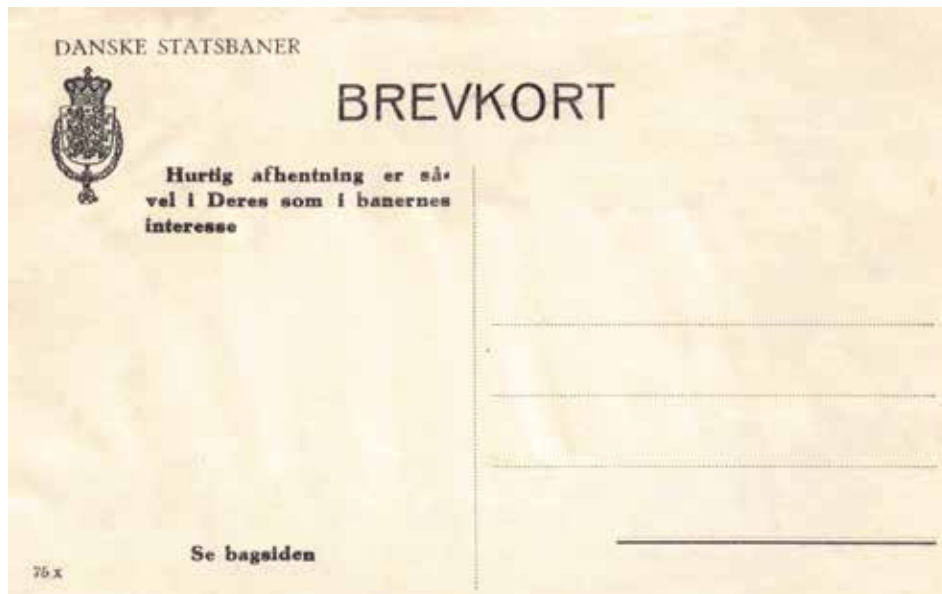 DANSKE STATSBANER
BREVKORT
Hurtig afhentning er så-
vel i Deres som i banernes
interesse
Se bagsiden
75 x